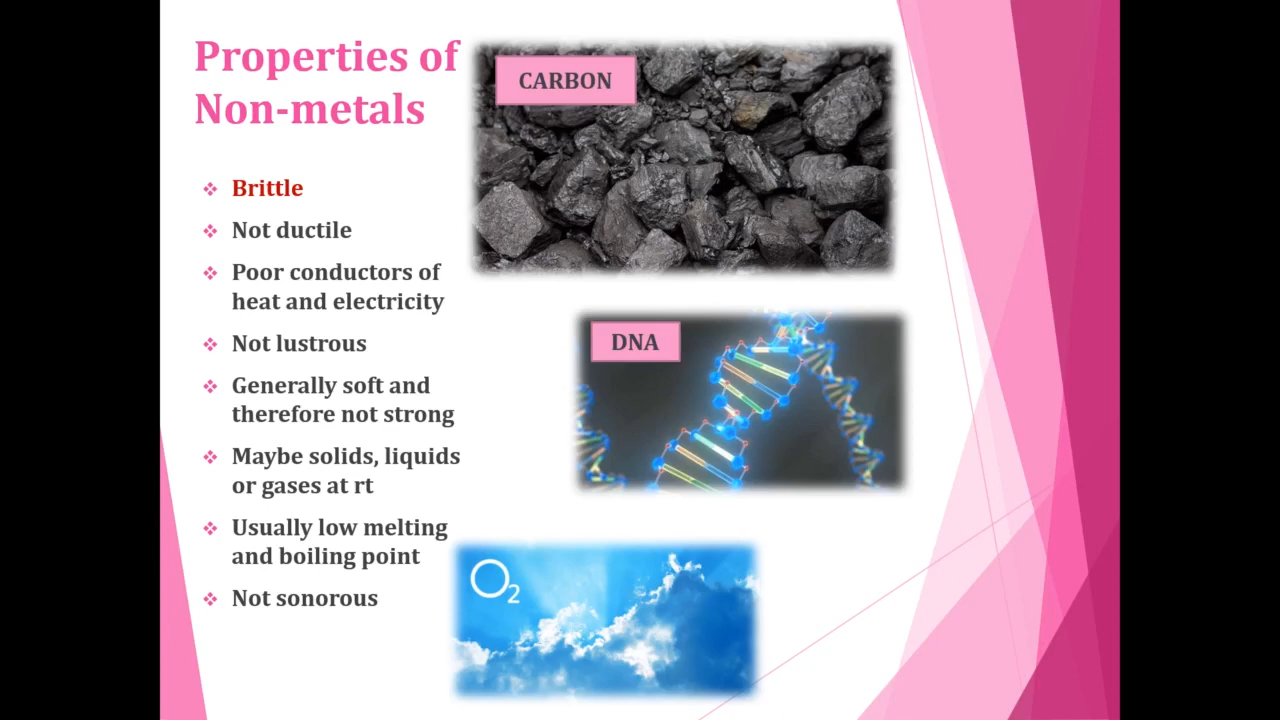 Properties of
Non-metals
Brittle
Not ductile
Poor conductors of
heat and electricity
Not lustrous
Generally soft and
therefore not strong
Maybe solids, liquids
or gases at rt
Usually low melting
and boiling point
Not sonorous
CARBON
DNA
O2